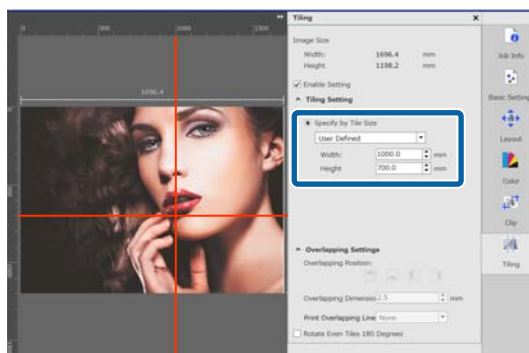 Tiling
0 500 1000 1500
Image Size
Width: 1696.4 mm
Height 1198.2 mm
Enable Setting
Tiling Setting
Specify by Tile Size
User Defined
Width: 1000.0 mm
Height 700.0 mm
Overlapping Settings
Overlapping Position:
Overlapping Dimensio 2.5 mm
Print Overlapping Line None
Rotate Even Tiles 180 Degrees
1696.4
Job Info
Basic Setting
Layout
Color
Clip
Tiling